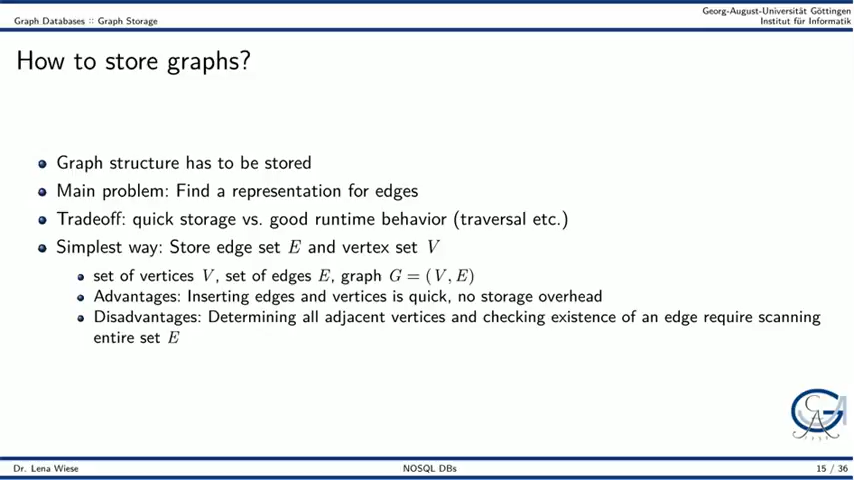 Graph Databases :: Graph Storage
Georg-August-Universität Göttingen
Institut für Informatik
How to store graphs?
Graph structure has to be stored
Main problem: Find a representation for edges
Tradeoff: quick storage vs. good runtime behavior (traversal etc.)
Simplest way: Store edge set E and vertex set V
set of vertices V, set of edges E, graph G = (V, E)
Advantages: Inserting edges and vertices is quick, no storage overhead
Disadvantages: Determining all adjacent vertices and checking existence of an edge require scanning
entire set E
Dr. Lena Wiese
NOSQL DBs
15 / 36